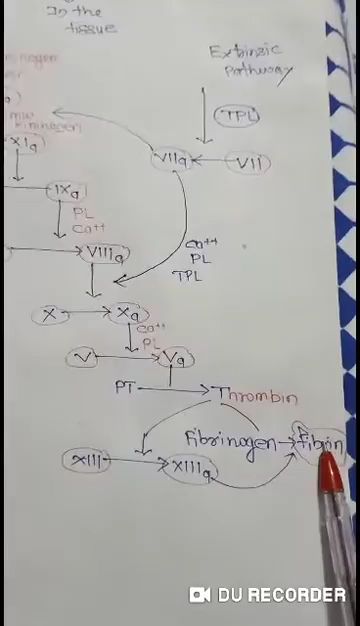 In the
tissue
Extinsic
Pathway
TPL
XIa
VIIa
VII
IXa
PL
Ca++
VIIIa
Ca++
PL
TPL
X
Xa
Ca++
PL
V
Va
PT
Thrombin
Fibrinogen
Fibrin
XIII
XIIIa
DU RECORDER